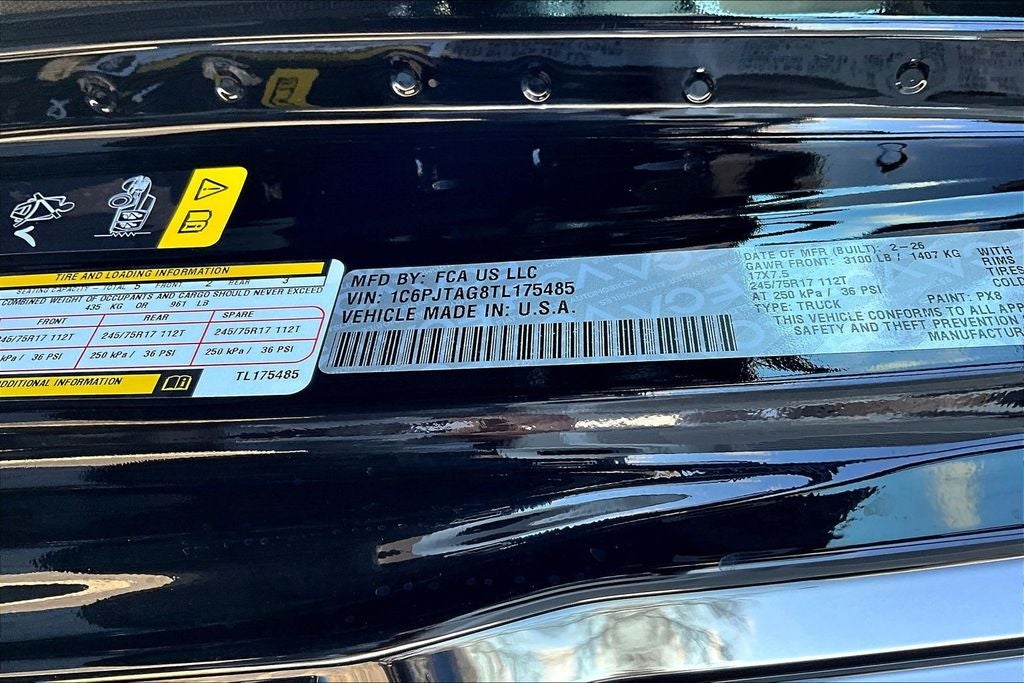 TIRE AND LOADING INFORMATION
SEATING CAPACITY - TOTAL 5 FRONT 2 REAR 3
COMBINED WEIGHT OF OCCUPANTS AND CARGO SHOULD NEVER EXCEED
435 KG OR 961 LB
FRONT REAR SPARE
245/75R17 112T 245/75R17 112T 245/75R17 112T
kPa / 36 PSI 250 kPa / 36 PSI 250 kPa / 36 PSI
ADDITIONAL INFORMATION
TL175485
MFD BY: FCA US LLC
VIN: 1C6PJTAG8TL175485
VEHICLE MADE IN: U.S.A.
DATE OF MFR (BUILT): 2-26
GAWR FRONT: 3100 LB / 1407 KG WITH
17X7.5 RIMS
245/75R17 112T TIRES
AT 250 kPa / 36 PSI COLD
TYPE: TRUCK PAINT: PX8
THIS VEHICLE CONFORMS TO ALL APP
SAFETY AND THEFT PREVENTION
MANUFACTUR